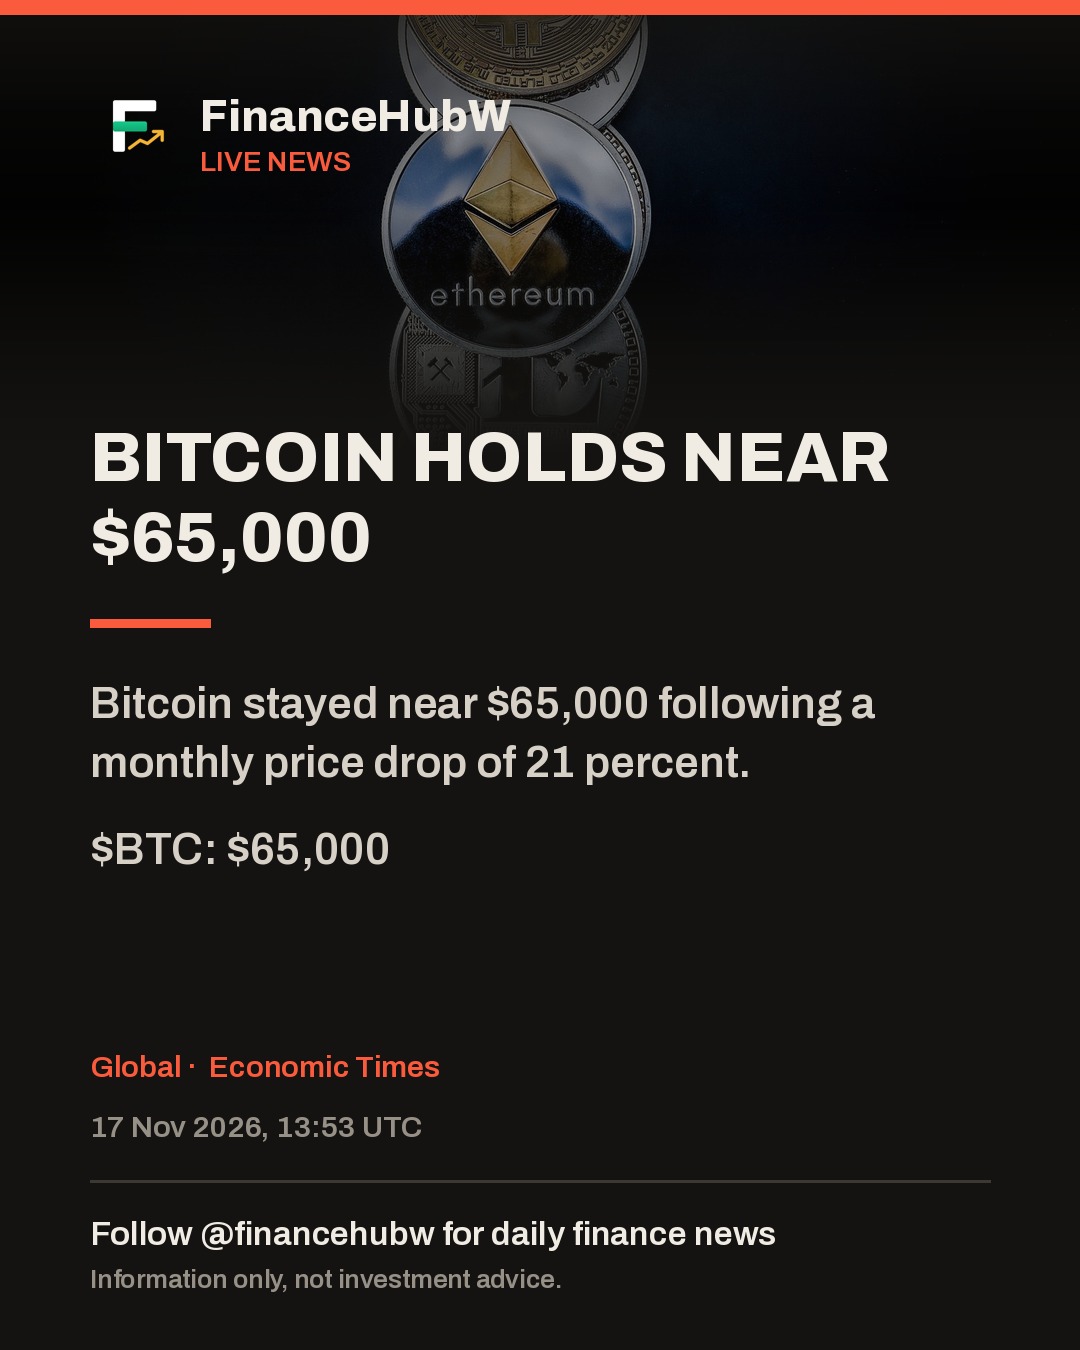 FinanceHubW
LIVE NEWS
ethereum
BITCOIN HOLDS NEAR
$65,000
Bitcoin stayed near $65,000 following a
monthly price drop of 21 percent.
$BTC: $65,000
Global · Economic Times
17 Nov 2026, 13:53 UTC
Follow @financehubw for daily finance news
Information only, not investment advice.